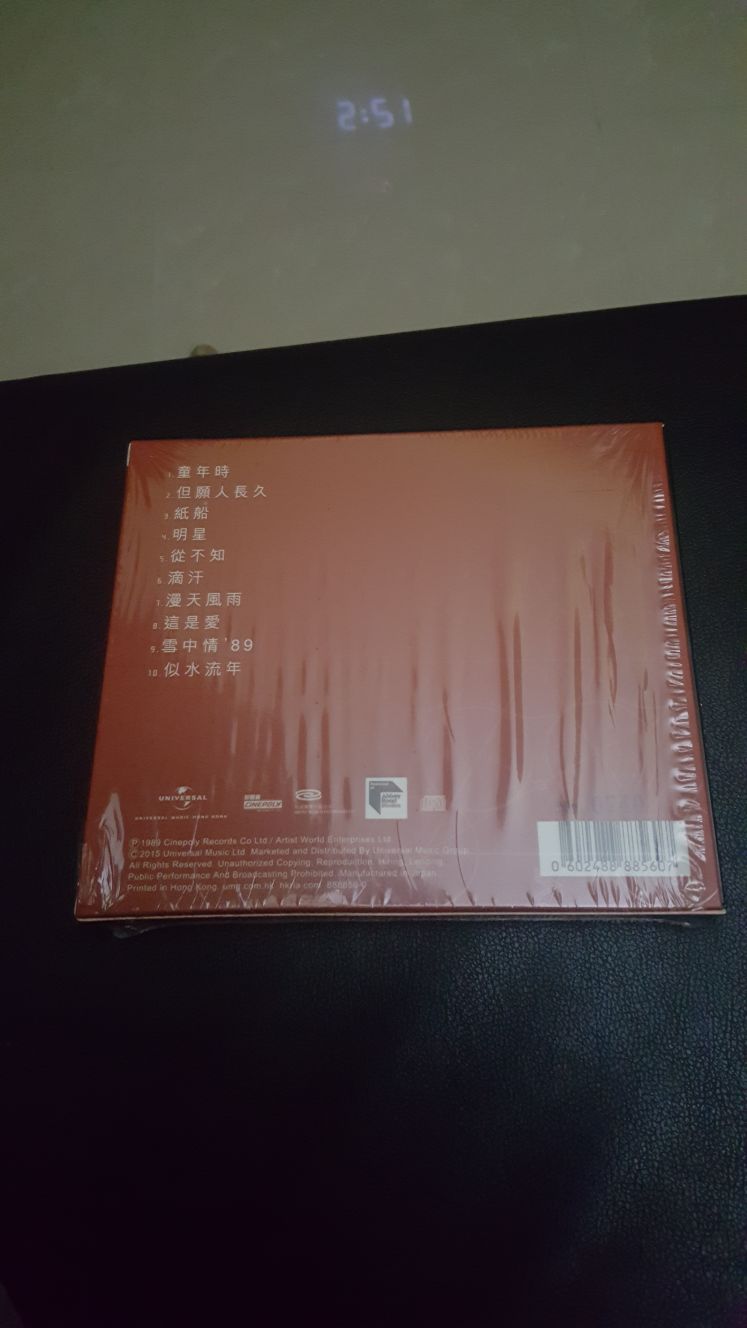 2:51
1. 童年時
2. 但願人長久
3. 紙船
4. 明星
5. 從不知
6. 滴汗
7. 漫天風雨
8. 這是愛
9. 雪中情 '89
10. 似水流年
UNIVERSAL
UNIVERSAL MUSIC HONG KONG
CINEPOLY
abbey
Road
Studios
Ⓟ 1989 Cinepoly Records Co Ltd / Artist World Enterprises Ltd.
© 2015 Universal Music Ltd. Marketed and Distributed By Universal Music Group.
All Rights Reserved. Unauthorized Copying, Reproduction, Hiring, Lending,
Public Performance And Broadcasting Prohibited. Manufactured in Japan.
Printed in Hong Kong. umg.com.hk hkria.com
0 602488 885607